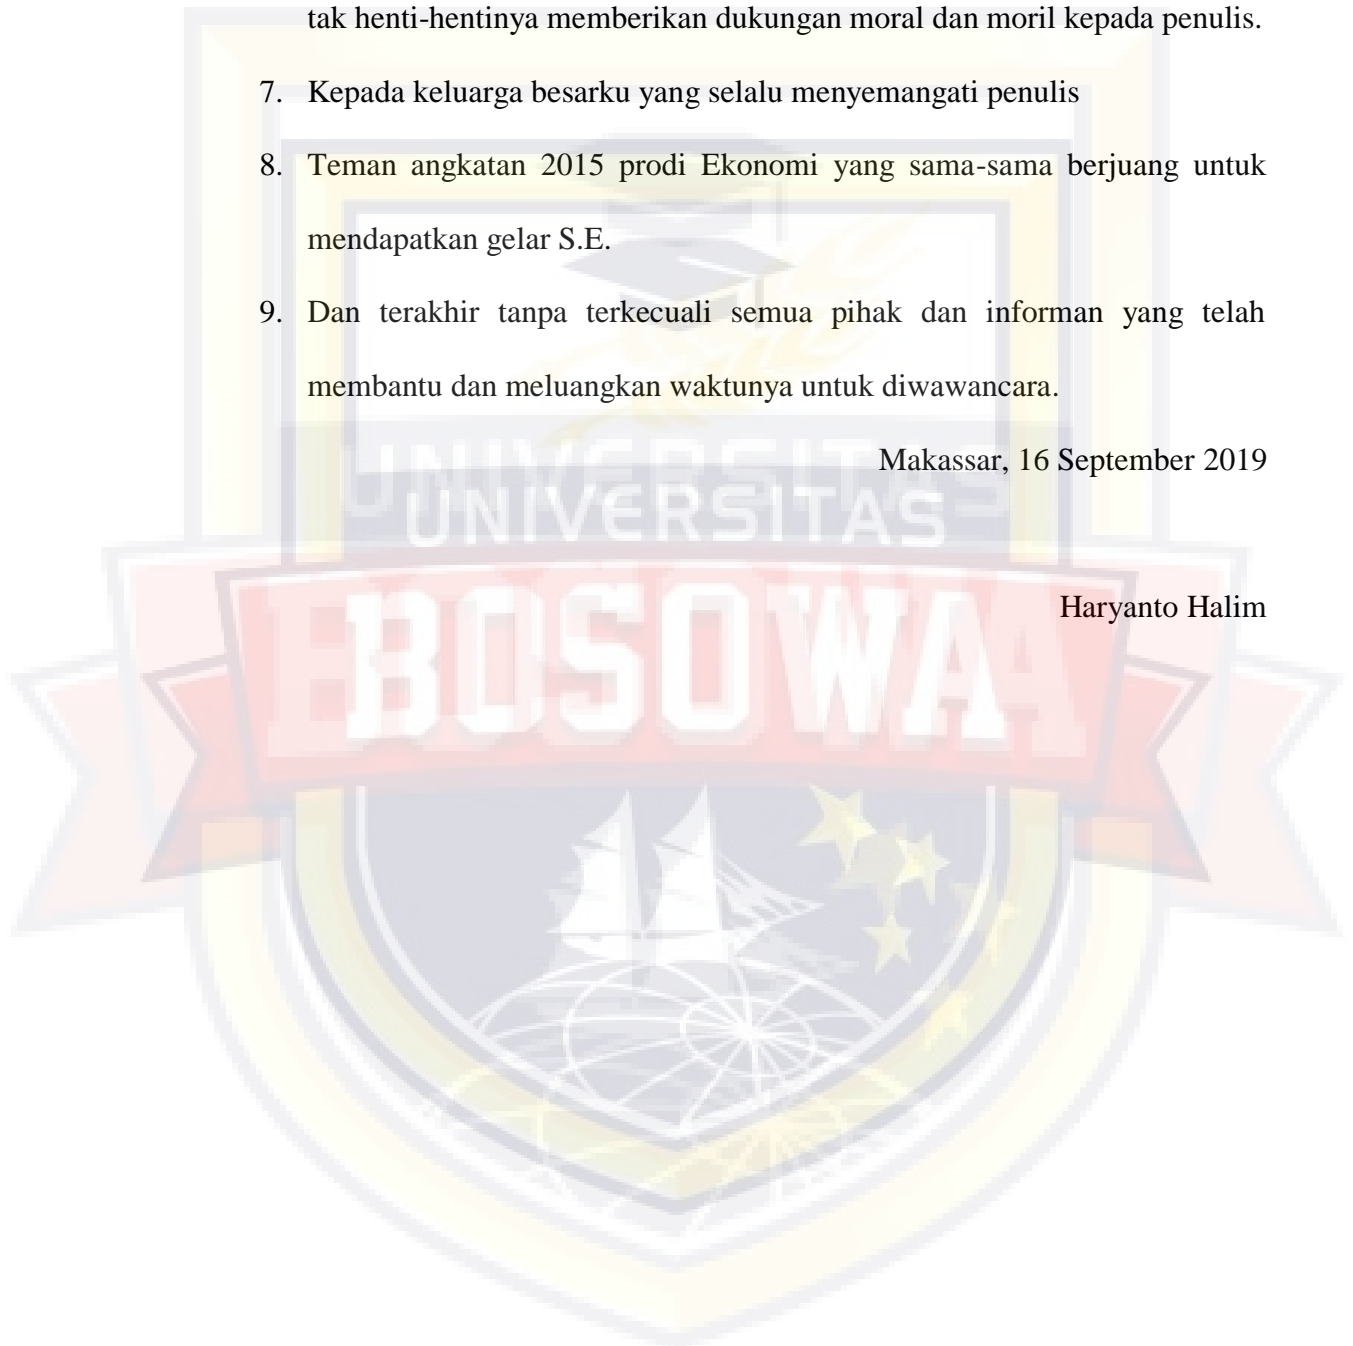 tak henti-hentinya memberikan dukungan moral dan moril kepada penulis.
7. Kepada keluarga besarku yang selalu menyemangati penulis
8. Teman angkatan 2015 prodi Ekonomi yang sama-sama berjuang untuk
mendapatkan gelar S.E.
9. Dan terakhir tanpa terkecuali semua pihak dan informan yang telah
membantu dan meluangkan waktunya untuk diwawancara.
Makassar, 16 September 2019
UNIVERSITAS
UNIVERSITAS
Haryanto Halim
BOSOWA
BOSOWA